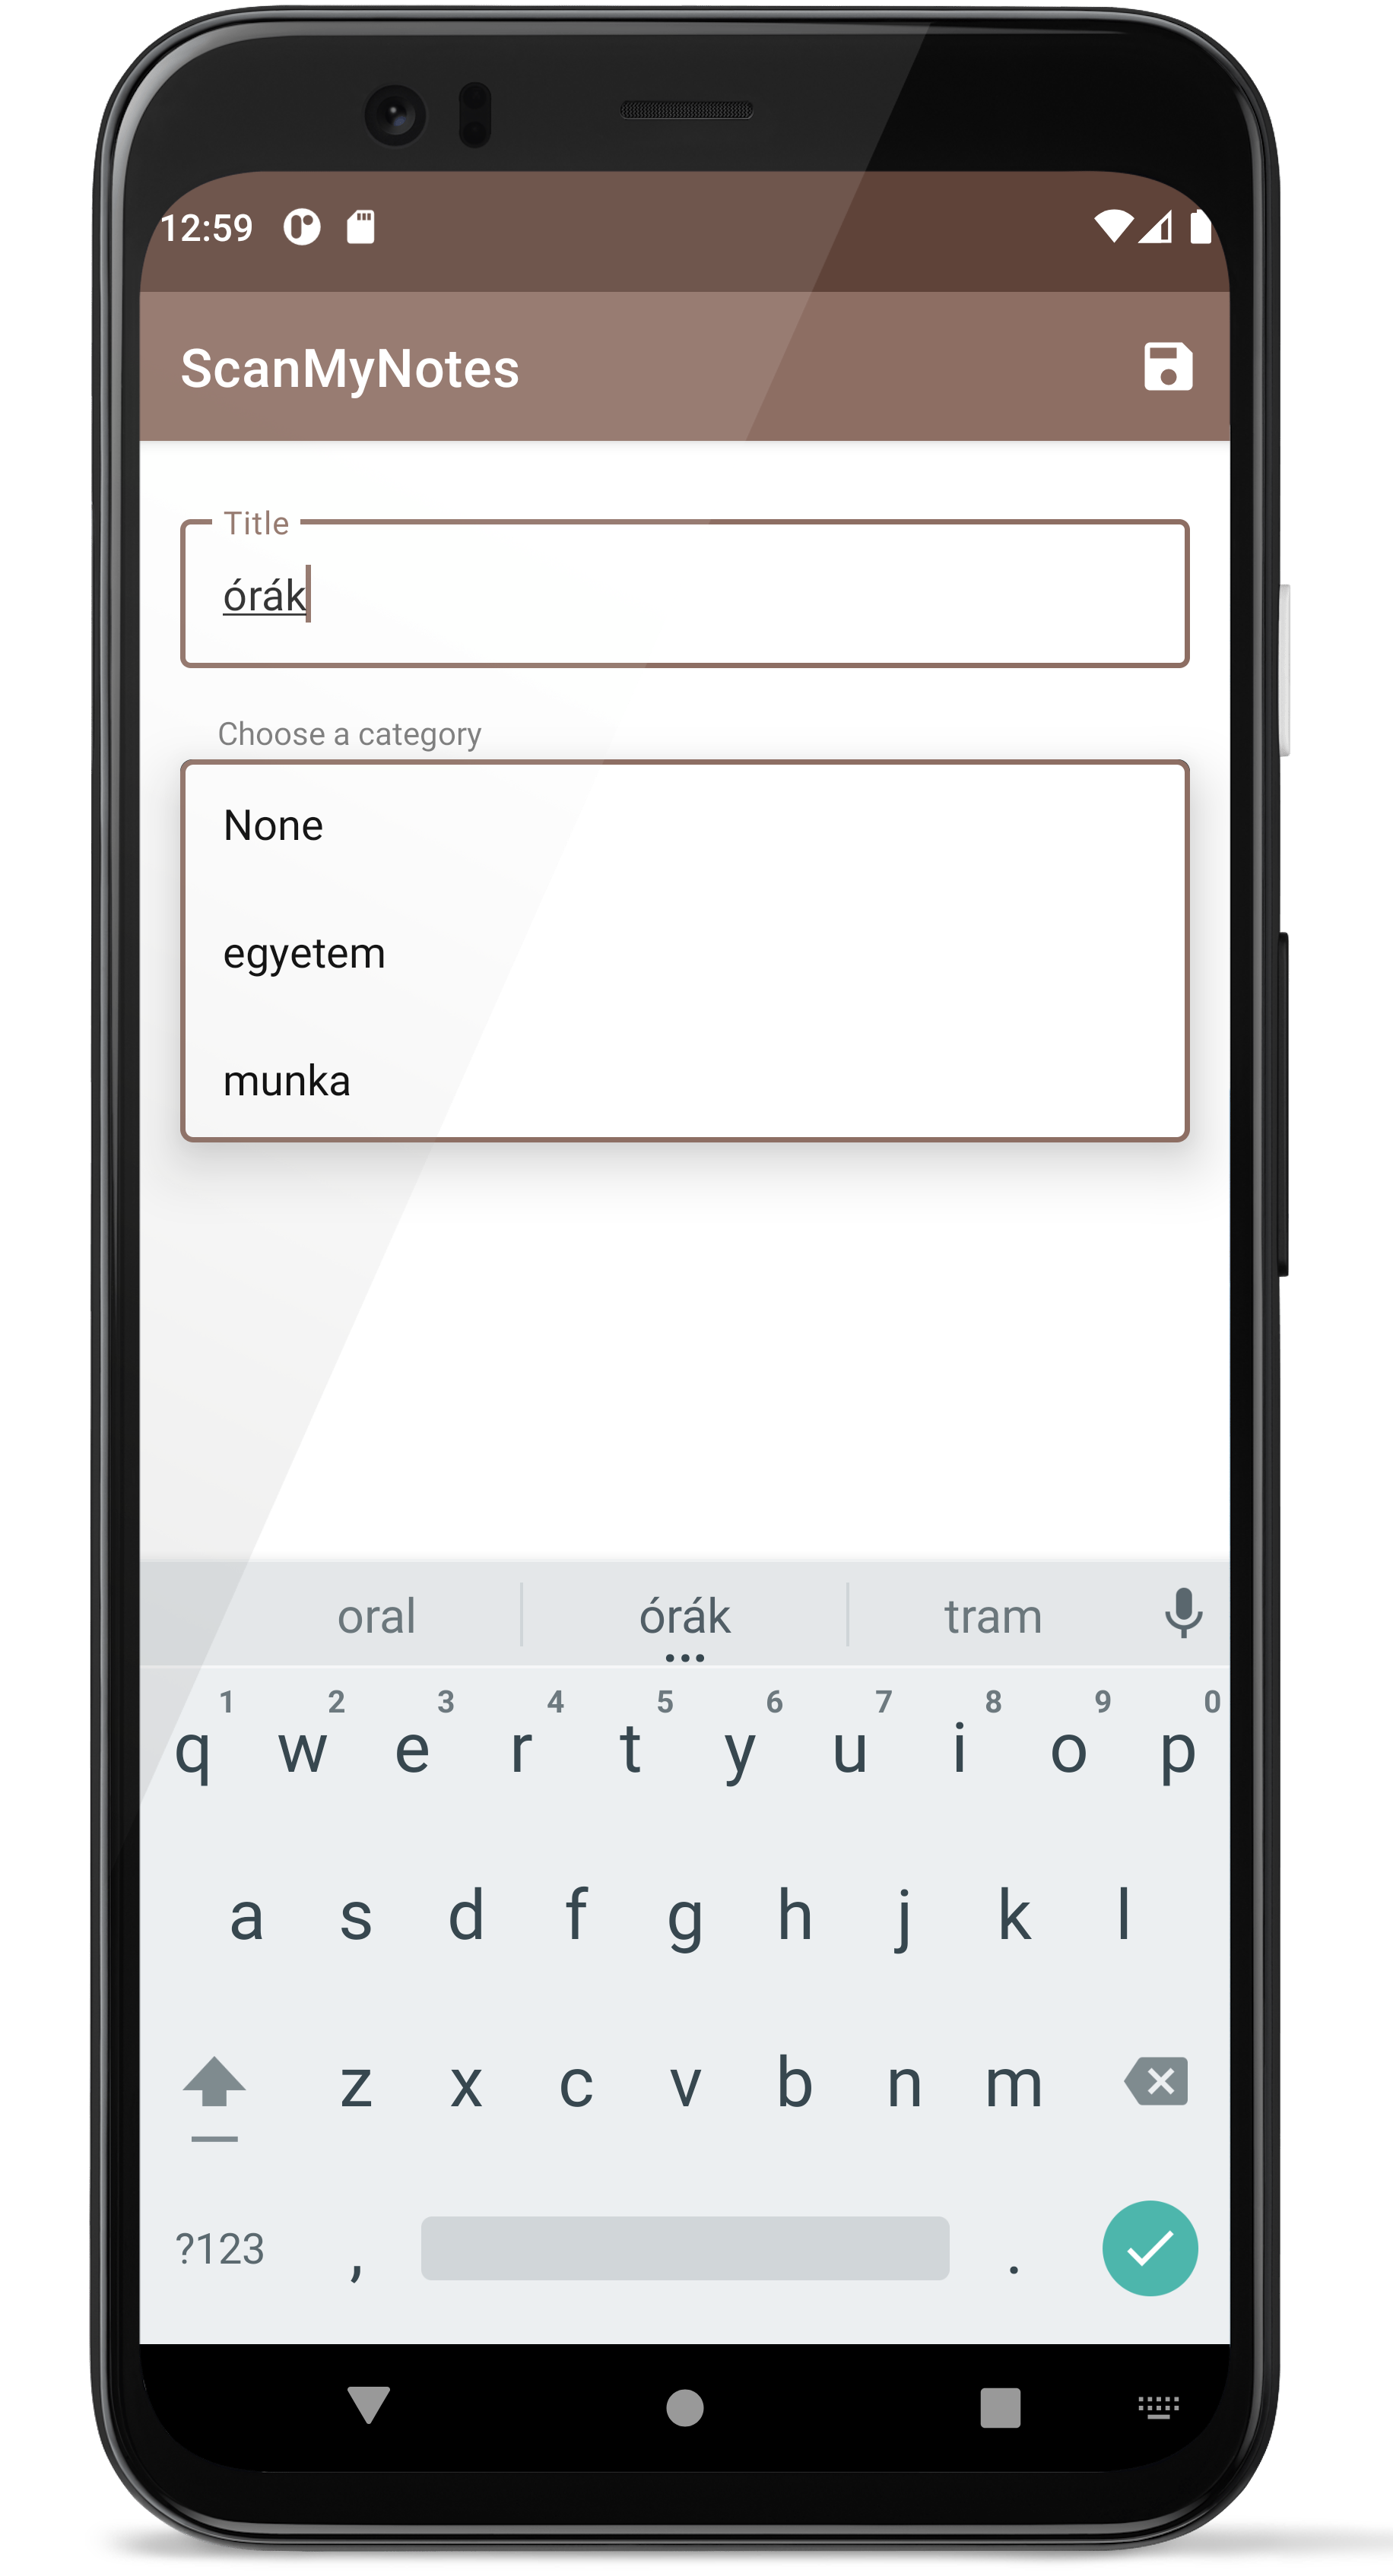 12:59
ScanMyNotes
Title
órák
Choose a category
None
egyetem
munka
oral órák tram
1 2 3 4 5 6 7 8 9 0
q w e r t y u i o p
a s d f g h j k l
z x c v b n m
?123 , .